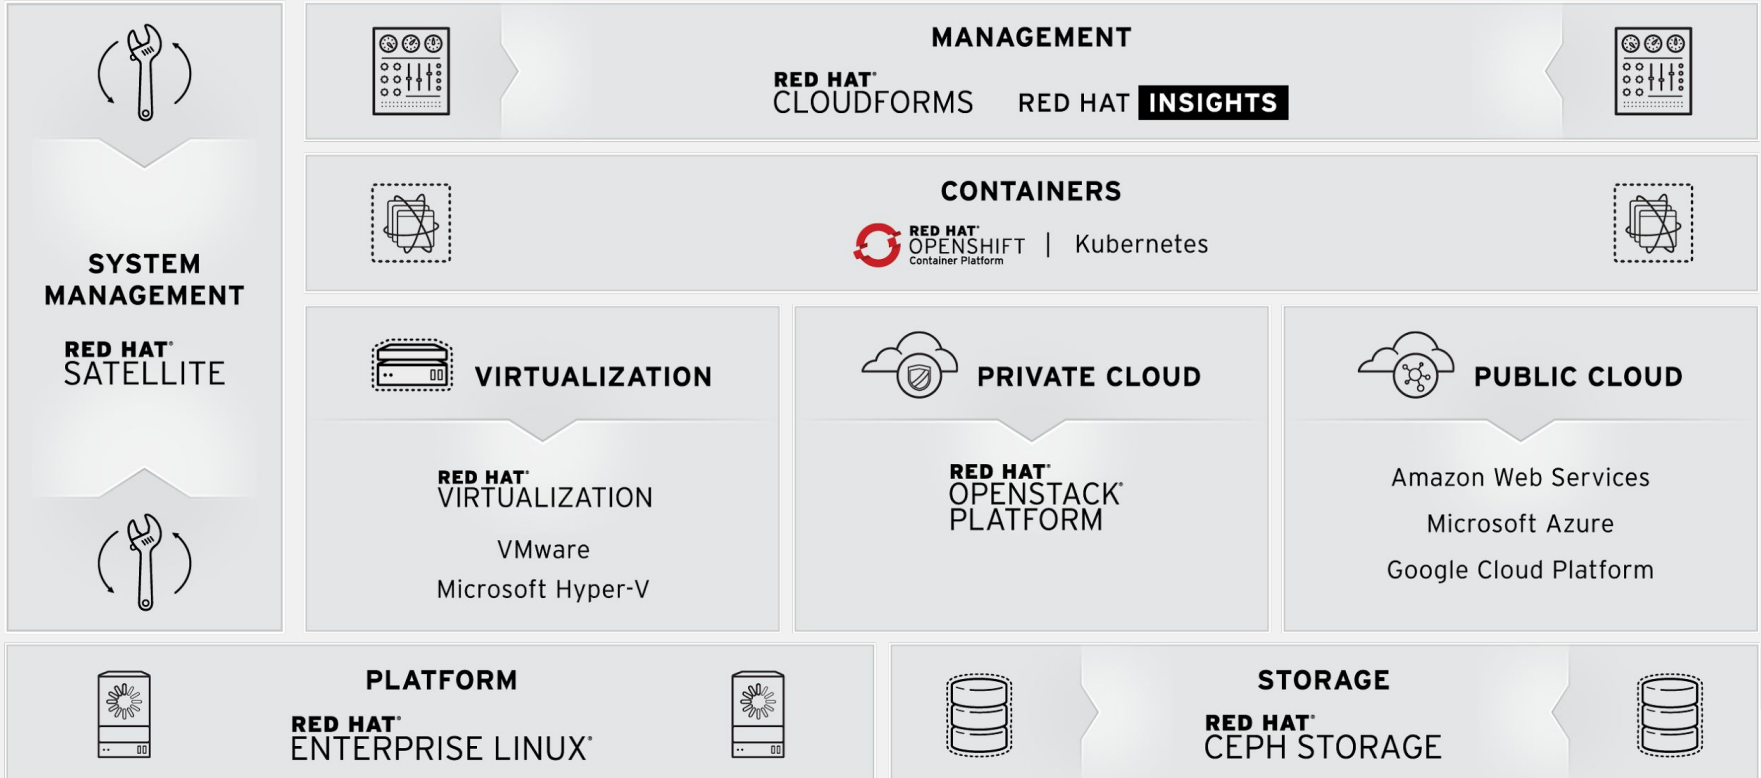 MANAGEMENT
RED HAT®
CLOUDFORMS
RED HAT INSIGHTS
CONTAINERS
RED HAT®
OPENSHIFT
Container Platform
| Kubernetes
SYSTEM
MANAGEMENT
RED HAT®
SATELLITE
VIRTUALIZATION
RED HAT®
VIRTUALIZATION
VMware
Microsoft Hyper-V
PRIVATE CLOUD
RED HAT®
OPENSTACK®
PLATFORM
PUBLIC CLOUD
Amazon Web Services
Microsoft Azure
Google Cloud Platform
PLATFORM
RED HAT®
ENTERPRISE LINUX®
STORAGE
RED HAT®
CEPH STORAGE